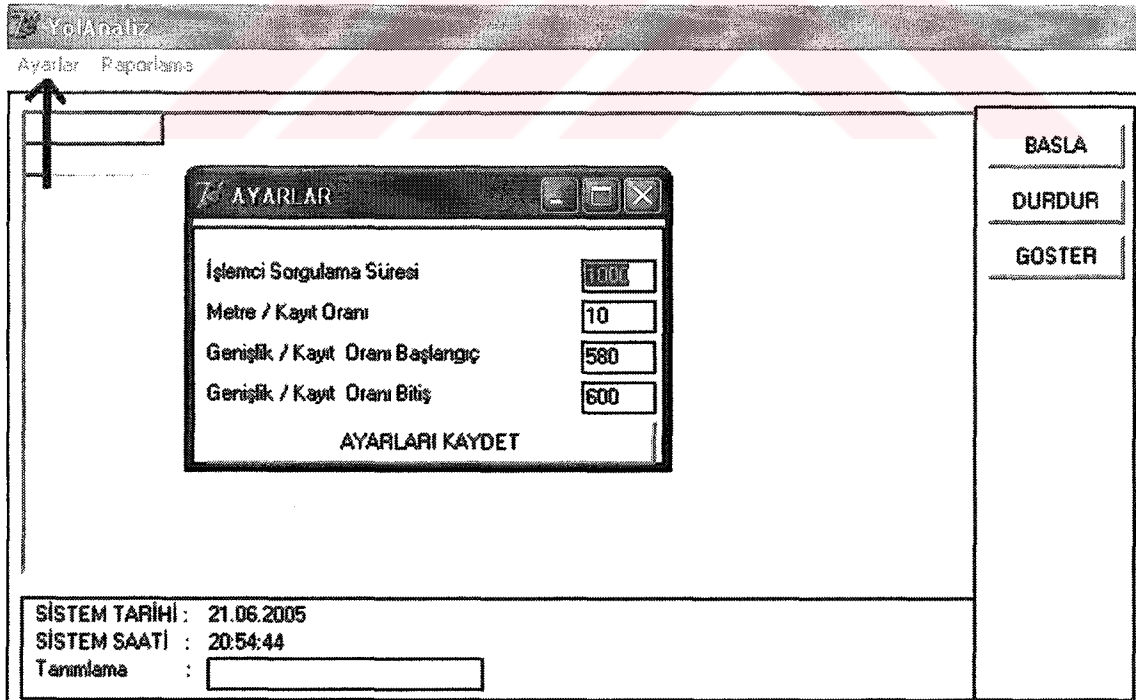 YolAnaliz
Ayarlar Raporlama
BASLA
DURDUR
GOSTER
AYARLAR
İşlemci Sorgulama Süresi 1000
Metre / Kayıt Oranı 10
Genişlik / Kayıt Oranı Başlangıç 580
Genişlik / Kayıt Oranı Bitiş 600
AYARLARI KAYDET
SİSTEM TARİHİ : 21.06.2005
SİSTEM SAATİ : 20:54:44
Tanımlama :